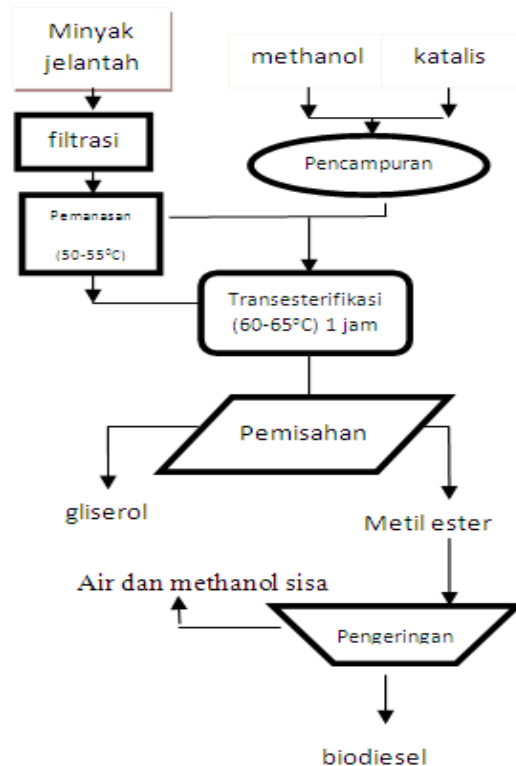 Minyak
jelantah
methanol
katalis
filtrasi
Pencampuran
Pemanasan
(50-55°C)
Transesterifikasi
(60-65°C) 1 jam
Pemisahan
gliserol
Metil ester
Air dan methanol sisa
Pengeringan
biodiesel